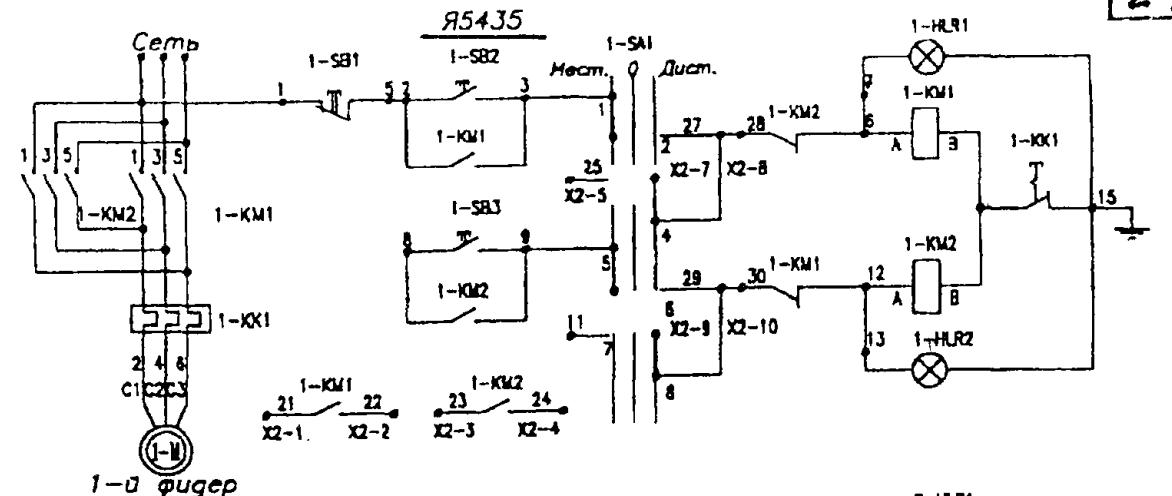 Я5435
Сеть
1-SB1
1-SB2
1-SA1
Мест. 0 Дист.
1-HLR1
1 5 2 3 1
1-KM1
27 28 1-KM2 6 1-KM1
2 A B
1-KK1
1 3 5 1 3 5
25
X2-5
X2-7 X2-8
15
1-KM2 1-KM1
1-SB3
4
8 9 5
1-KM2
29 30 1-KM1 12 1-KM2
6 A B
1-KK1
11
7
X2-9 X2-10
13 1-HLR2
2 4 6
C1 C2 C3
8
1-KM1 1-KM2
21 22 23 24
X2-1 X2-2 X2-3 X2-4
1-M
1-й фидер